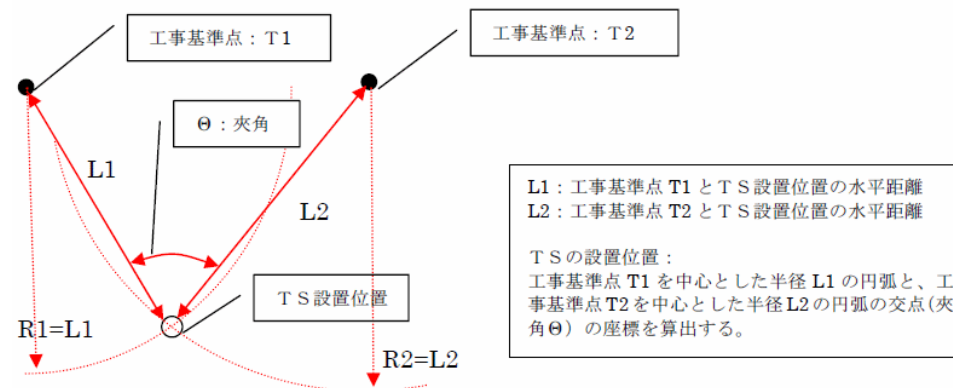 工事基準点：Ｔ1
工事基準点：Ｔ2
Θ：夾角
L1
L2
ＴＳ設置位置
R1=L1
R2=L2
L1：工事基準点 T1 とＴＳ設置位置の水平距離
L2：工事基準点 T2 とＴＳ設置位置の水平距離
ＴＳの設置位置：
工事基準点 T1 を中心とした半径 L1 の円弧と、工
事基準点 T2 を中心とした半径 L2 の円弧の交点(夾
角Θ）の座標を算出する。